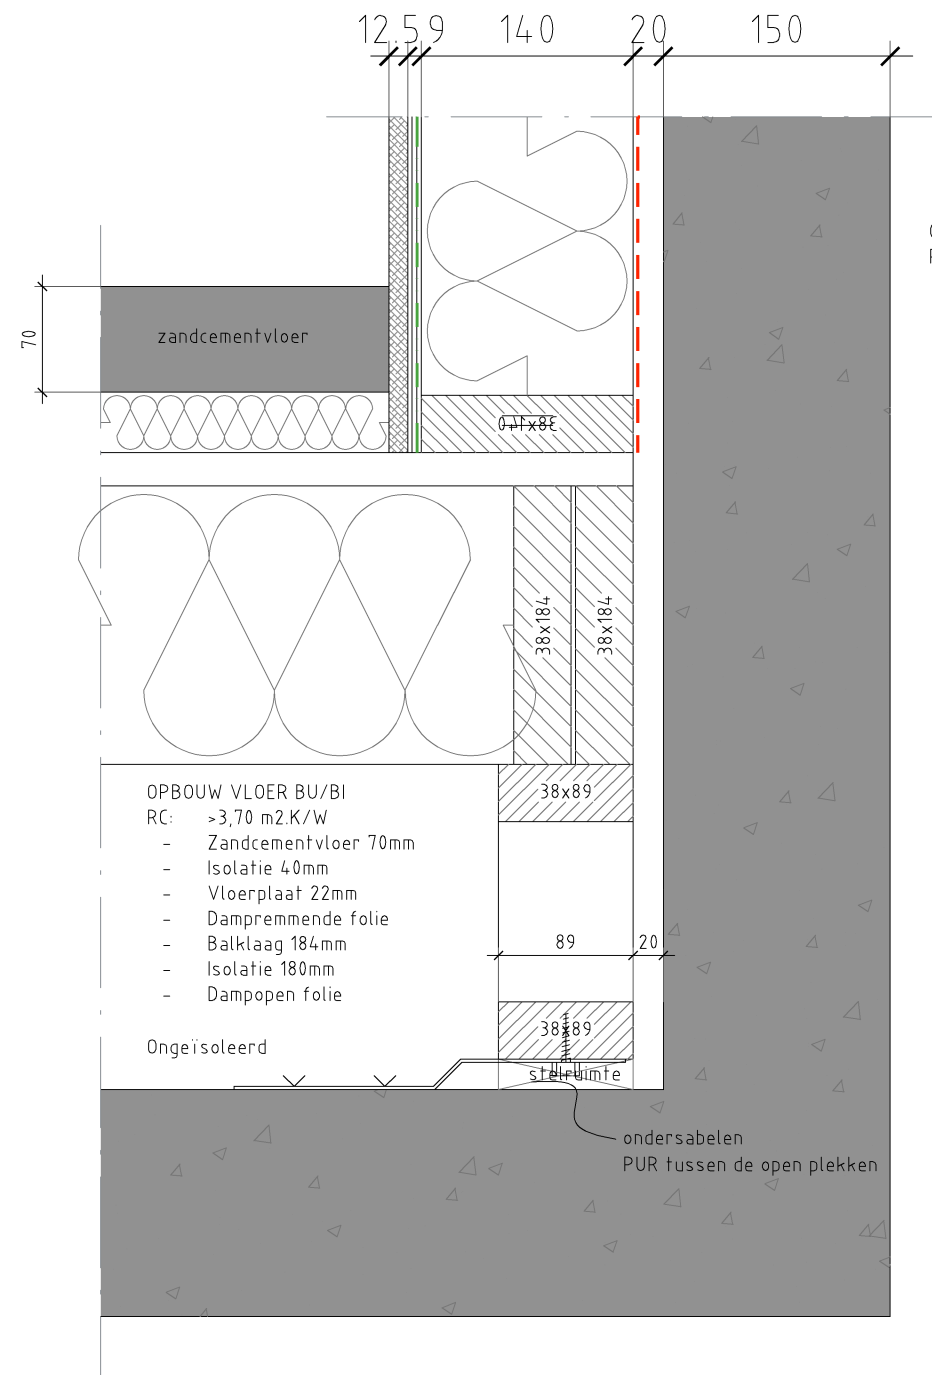 12.5 9 140 20 150
70
zandcementvloer
38x140
38x184
38x184
OPBOUW VLOER BU/BI
RC: >3,70 m2.K/W
- Zandcementvloer 70mm
- Isolatie 40mm
- Vloerplaat 22mm
- Dampremmende folie
- Balklaag 184mm
- Isolatie 180mm
- Dampopen folie
Ongeïsoleerd
38x89
89 20
38x89
stelruimte
ondersabelen
PUR tussen de open plekken